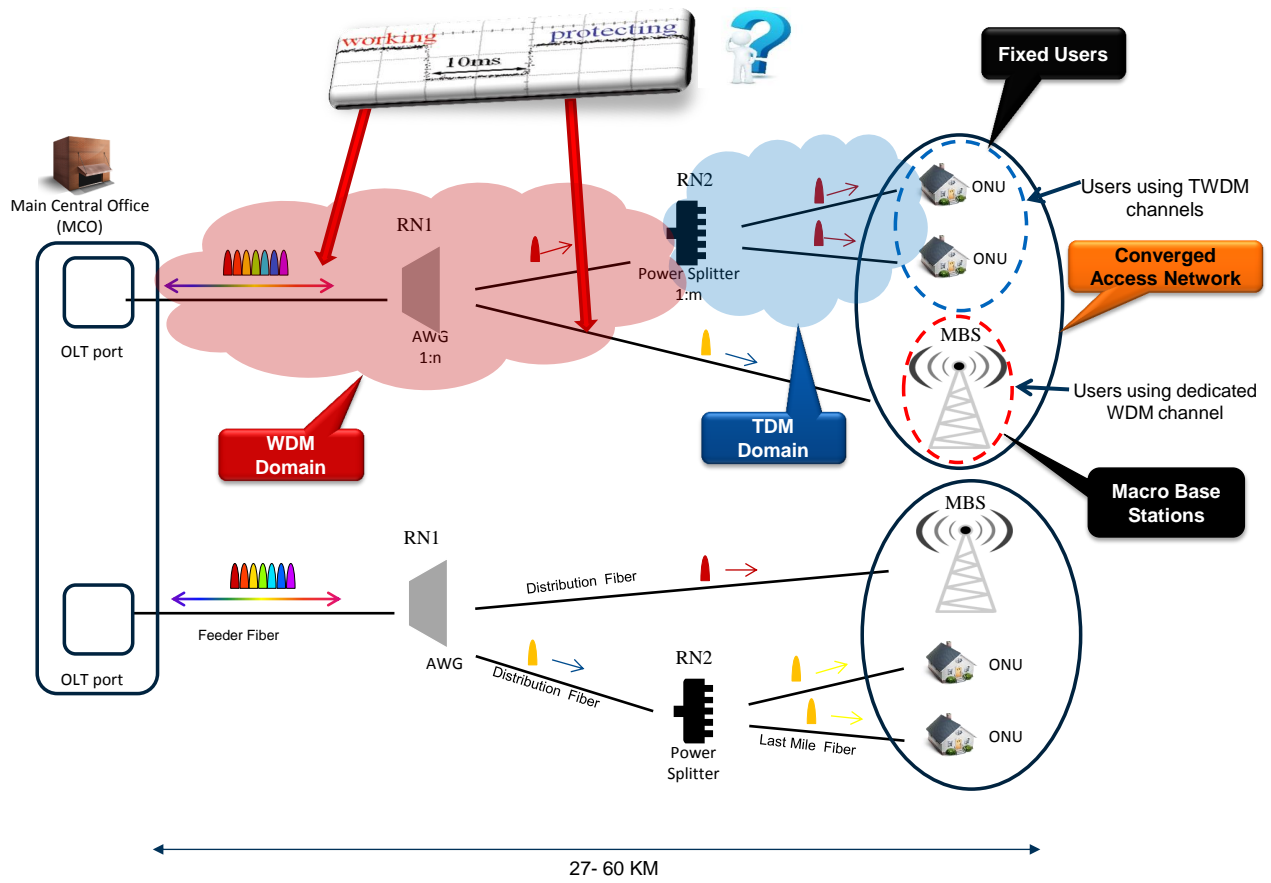 working
protecting
10ms
Fixed Users
Main Central Office
(MCO)
RN1
RN2
ONU
Users using TWDM
channels
ONU
Power Splitter
1:m
Converged
Access Network
OLT port
AWG
1:n
MBS
Users using dedicated
WDM channel
WDM
Domain
TDM
Domain
Macro Base
Stations
RN1
MBS
Distribution Fiber
Feeder Fiber
AWG
RN2
Distribution Fiber
ONU
OLT port
Last Mile Fiber
ONU
Power
Splitter
27- 60 KM